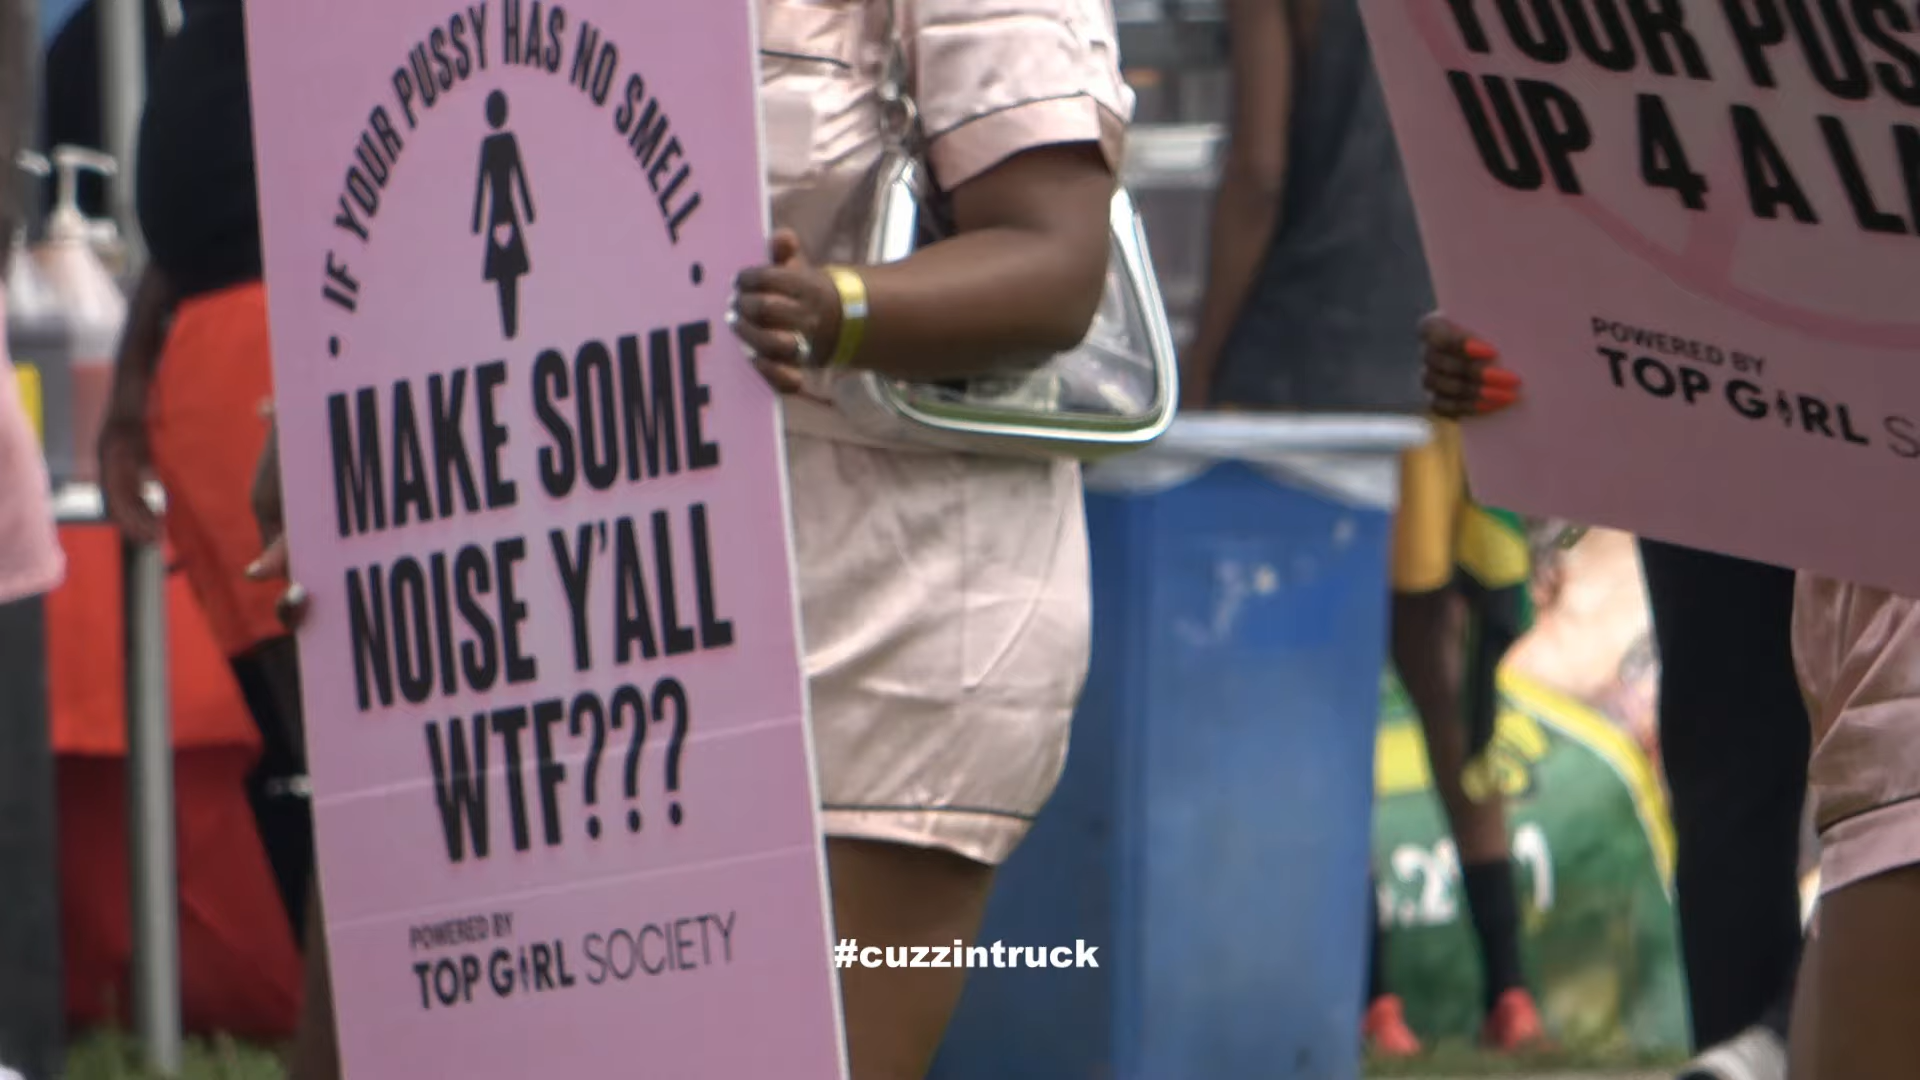 IF YOUR PUSSY HAS NO SMELL
MAKE SOME
NOISE Y'ALL
WTF???
POWERED BY
TOP GIRL SOCIETY
YOUR
UP 4 A
POWERED BY
TOP GIRL
#cuzzintruck